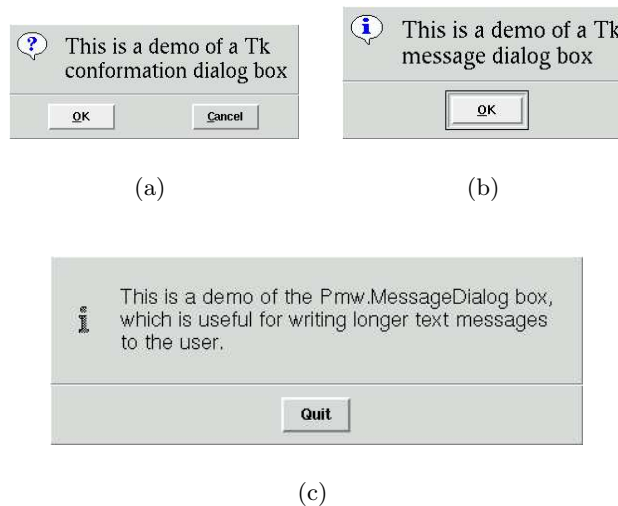 This is a demo of a Tk
conformation dialog box
OK
Cancel
(a)
This is a demo of a Tk
message dialog box
OK
(b)
This is a demo of the Pmw.MessageDialog box,
which is useful for writing longer text messages
to the user.
Quit
(c)